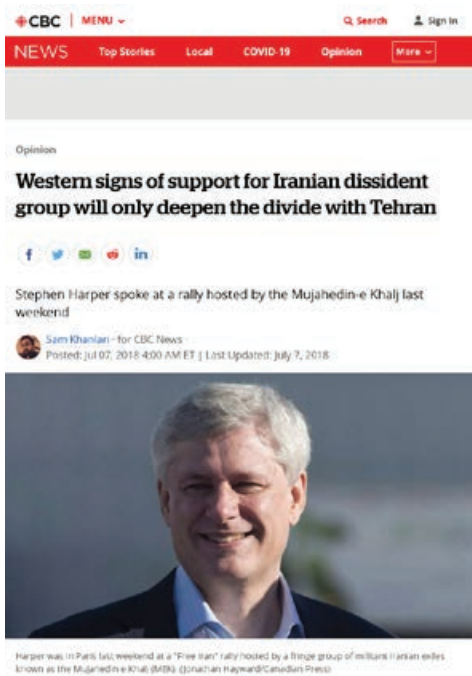 CBC | MENU
Search
Sign In
NEWS Top Stories Local COVID-19 Opinion More
Opinion
Western signs of support for Iranian dissident
group will only deepen the divide with Tehran
Stephen Harper spoke at a rally hosted by the Mujahedin-e Khalj last
weekend
Sam Khanlari - for CBC News
Posted: Jul 07, 2018 4:00 AM ET | Last Updated: July 7, 2018
Harper was in Paris last weekend at a "Free Iran" rally hosted by a fringe group of militant Iranian exiles
known as the Mujahedin-e Khalj (MEK). (Jonathan Hayward/Canadian Press)